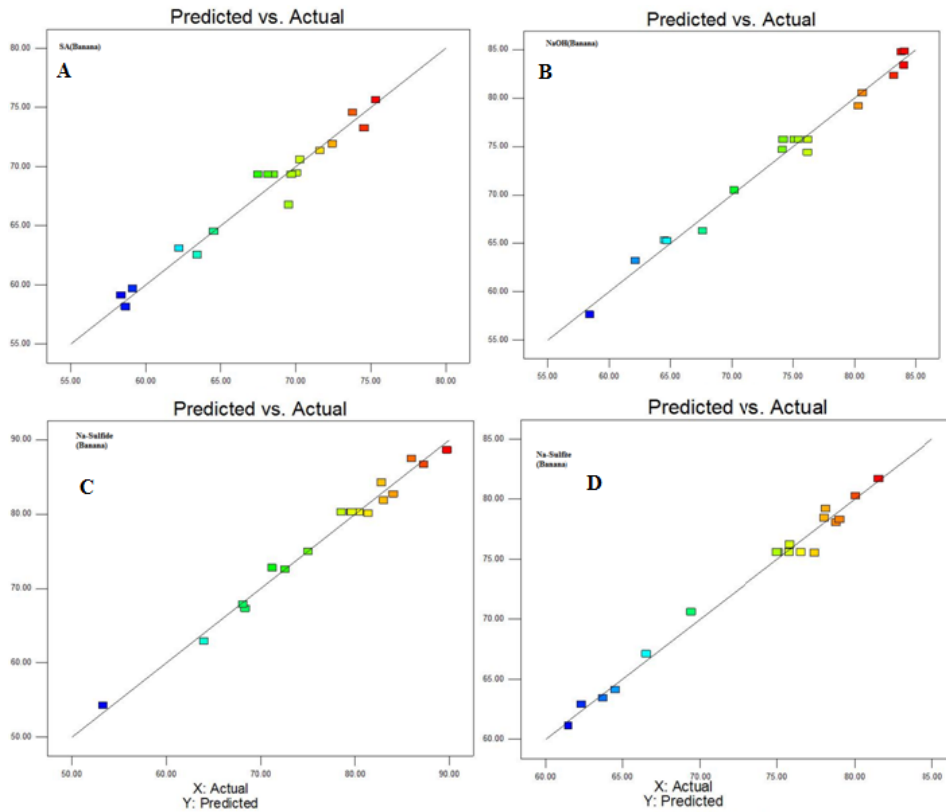 Predicted vs. Actual
SA(Banana)
A
80.00
75.00
70.00
65.00
60.00
55.00
55.00 60.00 65.00 70.00 75.00 80.00
Predicted vs. Actual
NaOH(Banana)
B
85.00
80.00
75.00
70.00
65.00
60.00
55.00
55.00 60.00 65.00 70.00 75.00 80.00 85.00
Predicted vs. Actual
Na-Sulfide
(Banana)
C
90.00
80.00
70.00
60.00
50.00
50.00 60.00 70.00 80.00 90.00
X: Actual
Y: Predicted
Predicted vs. Actual
Na-Sulfite
(Banana)
D
85.00
80.00
75.00
70.00
65.00
60.00
60.00 65.00 70.00 75.00 80.00 85.00
X: Actual
Y: Predicted